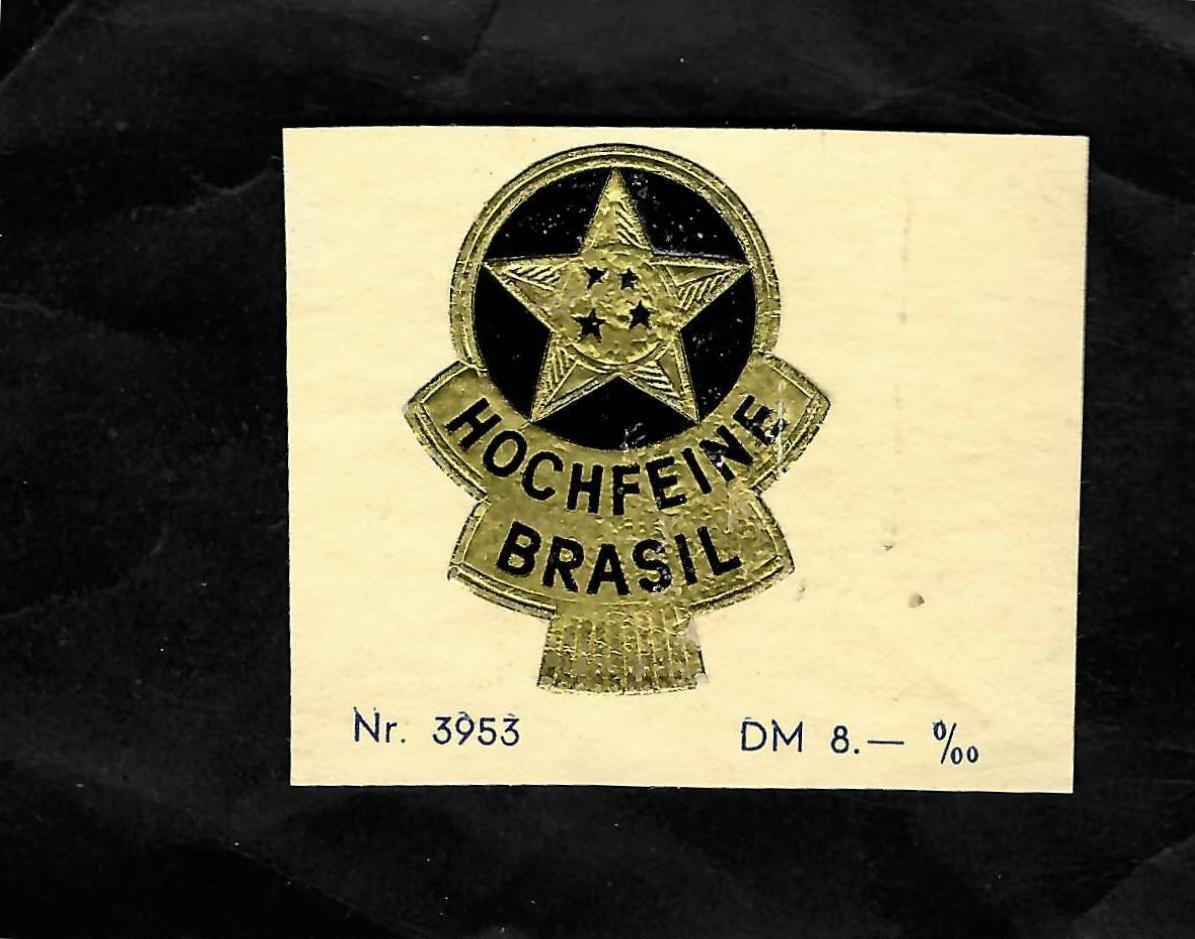 HOCHFEINE
BRASIL
Nr. 3953 DM 8.— ‰